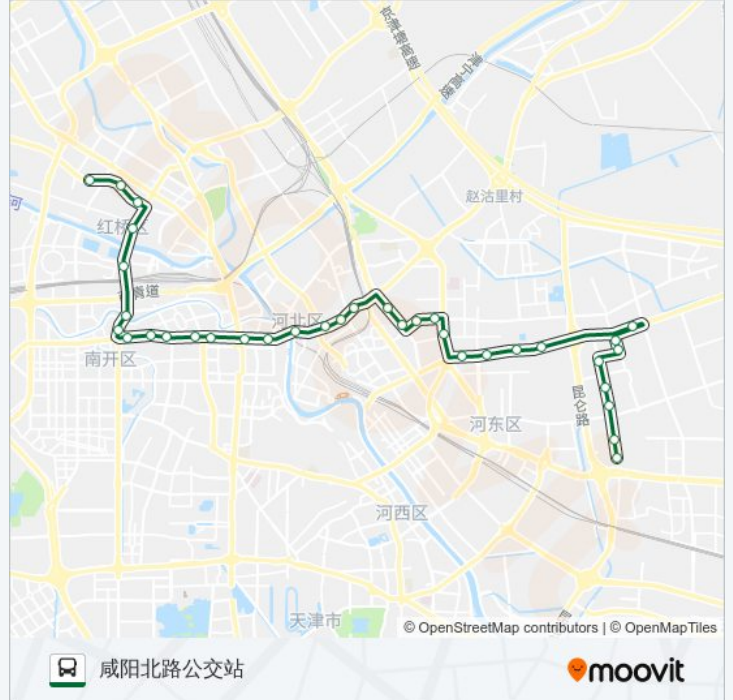 京津塘高速
津宁高速
赵沽里村
河
红桥区
河北区
南开区
昆仑路
河东区
河西区
天津市
© OpenStreetMap contributors | © OpenMapTiles
咸阳北路公交站
moovit